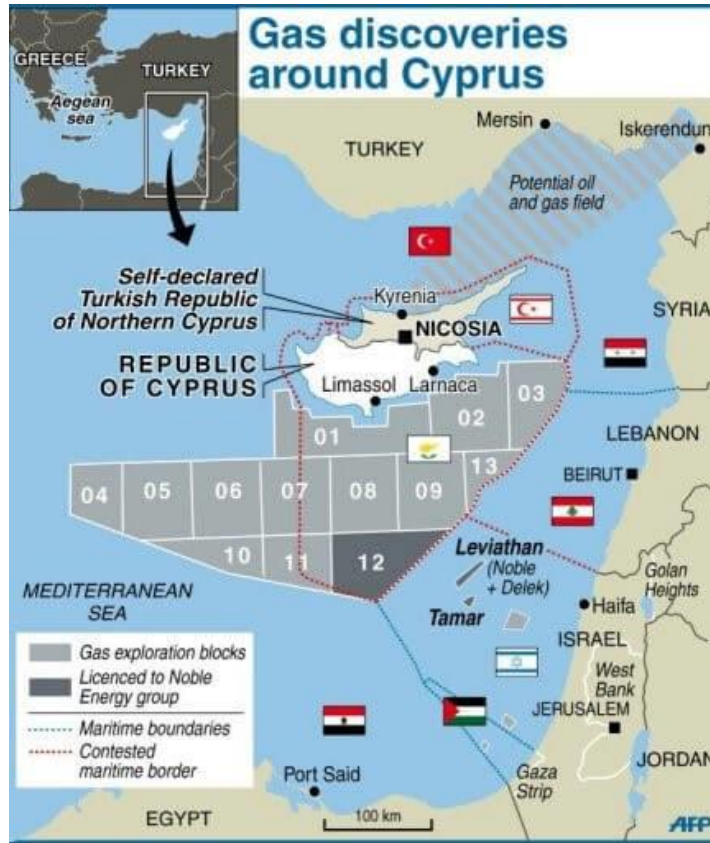 Gas discoveries
around Cyprus
GREECE
TURKEY
Aegean
sea
Mersin
Iskerendun
TURKEY
Potential oil
and gas field
Self-declared
Turkish Republic
of Northern Cyprus
Kyrenia
NICOSIA
SYRIA
REPUBLIC
OF CYPRUS
Limassol
Larnaca
01
02
03
LEBANON
04
05
06
07
08
09
13
BEIRUT
10
11
12
Leviathan
(Noble
+ Delek)
Golan
Heights
MEDITERRANEAN
SEA
Tamar
Haifa
ISRAEL
Gas exploration blocks
Licenced to Noble
Energy group
Maritime boundaries
Contested
maritime border
West
Bank
JERUSALEM
JORDAN
Gaza
Strip
Port Said
EGYPT
100 km
AFP